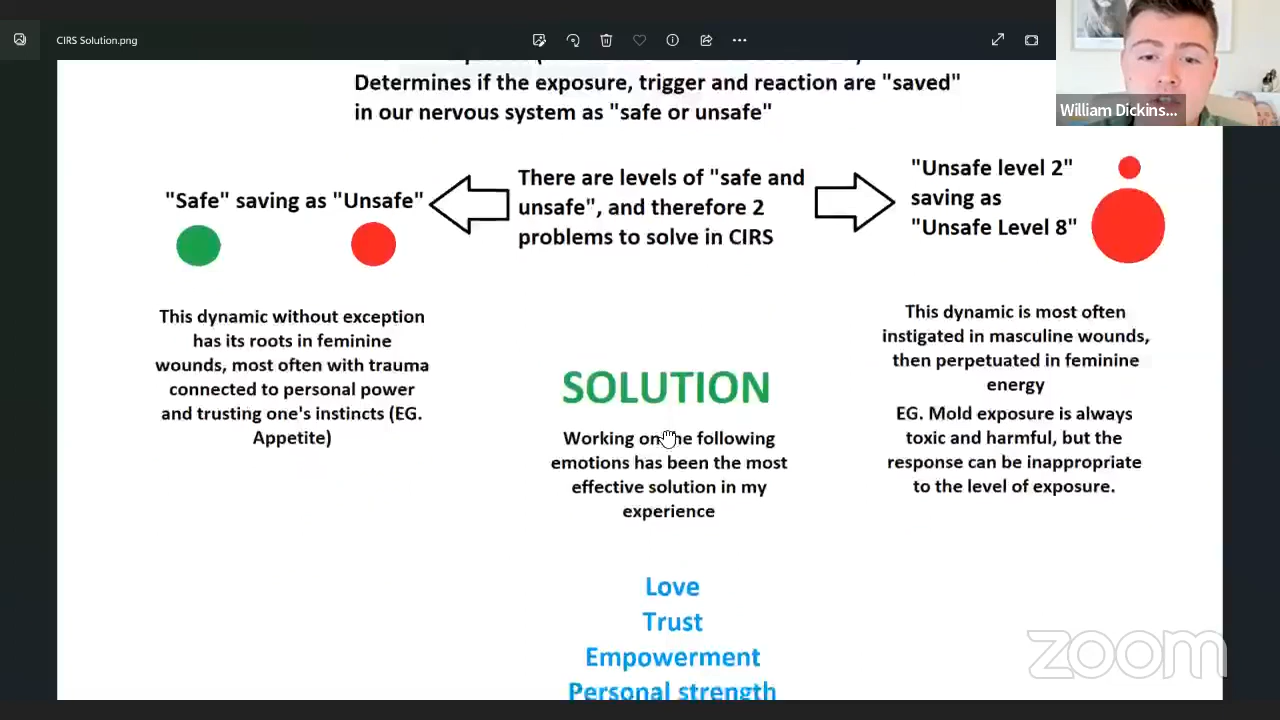 CIRS Solution.png
William Dickins...
Determines if the exposure, trigger and reaction are "saved"
in our nervous system as "safe or unsafe"
"Safe" saving as "Unsafe"
There are levels of "safe and
unsafe", and therefore 2
problems to solve in CIRS
"Unsafe level 2"
saving as
"Unsafe Level 8"
This dynamic without exception
has its roots in feminine
wounds, most often with trauma
connected to personal power
and trusting one's instincts (EG.
Appetite)
SOLUTION
Working on the following
emotions has been the most
effective solution in my
experience
This dynamic is most often
instigated in masculine wounds,
then perpetuated in feminine
energy
EG. Mold exposure is always
toxic and harmful, but the
response can be inappropriate
to the level of exposure.
Love
Trust
Empowerment
Personal strength
zoom